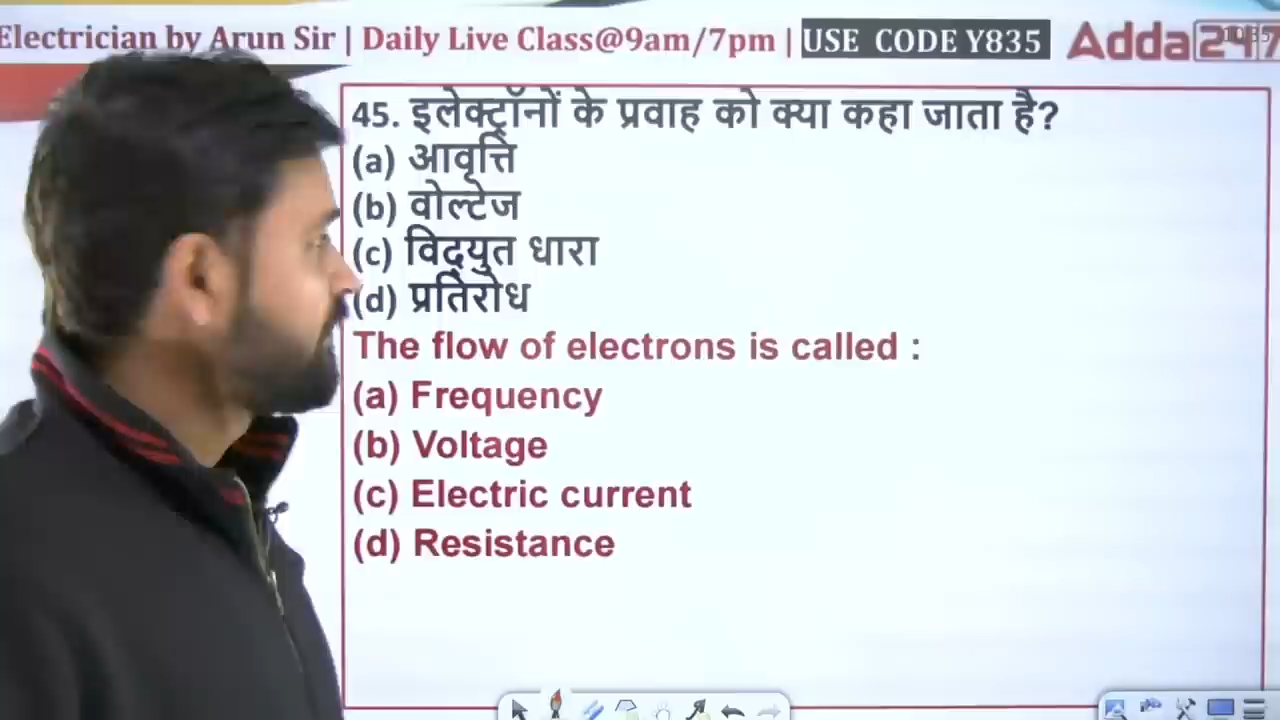 Electrician by Arun Sir | Daily Live Class@9am/7pm | USE CODE Y835 Adda247
45. इलेक्ट्रॉनों के प्रवाह को क्या कहा जाता है?
(a) आवृत्ति
(b) वोल्टेज
(c) विद्युत धारा
(d) प्रतिरोध
The flow of electrons is called :
(a) Frequency
(b) Voltage
(c) Electric current
(d) Resistance